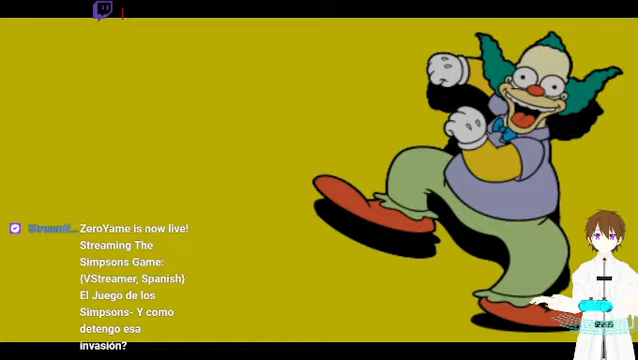 StreamE... ZeroYame is now live!
Streaming The
Simpsons Game:
{VStreamer, Spanish}
El Juego de los
Simpsons- Y como
detengo esa
invasión?